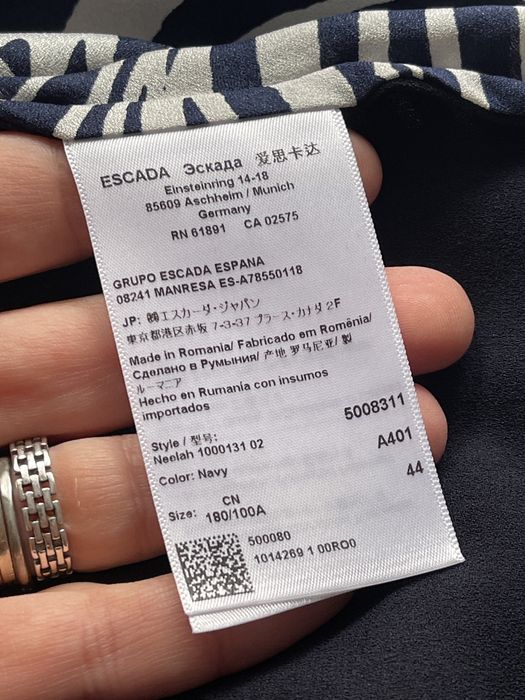 ESCADA Эскада 爱思卡达
Einsteinring 14-18
85609 Aschheim / Munich
Germany
RN 61891 CA 02575
GRUPO ESCADA ESPANA
08241 MANRESA ES-A78550118
JP: ㈱エスカーダ・ジャパン
東京都港区赤坂 7-3-37 プラース・カナダ 2F
Made in Romania/ Fabricado em Romênia/
Сделано в Румынии/ 产地 罗马尼亚/ 製
ルーマニア
Hecho en Rumania con insumos
importados
5008311
Style / 型号:
Neelah 1000131 02
A401
Color: Navy
44
CN
Size: 180/100A
500080
1014269 1 00RO0